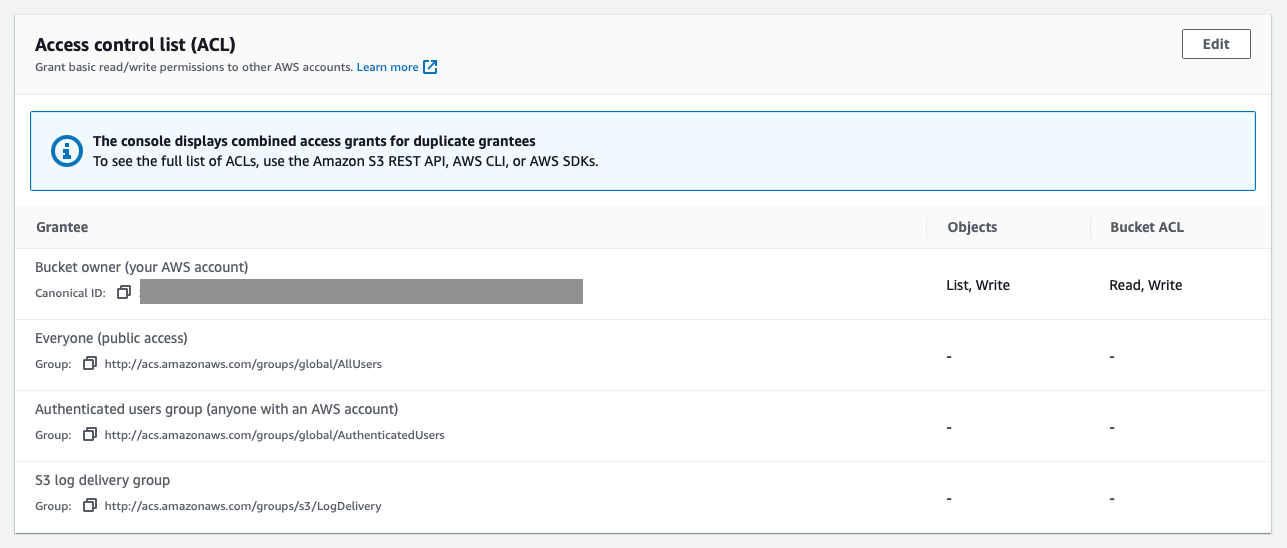 Access control list (ACL)
Edit
Grant basic read/write permissions to other AWS accounts. Learn more
The console displays combined access grants for duplicate grantees
To see the full list of ACLs, use the Amazon S3 REST API, AWS CLI, or AWS SDKs.
Grantee Objects Bucket ACL
Bucket owner (your AWS account)
Canonical ID:
List, Write Read, Write
Everyone (public access)
Group: http://acs.amazonaws.com/groups/global/AllUsers
- -
Authenticated users group (anyone with an AWS account)
Group: http://acs.amazonaws.com/groups/global/AuthenticatedUsers
- -
S3 log delivery group
Group: http://acs.amazonaws.com/groups/s3/LogDelivery
- -